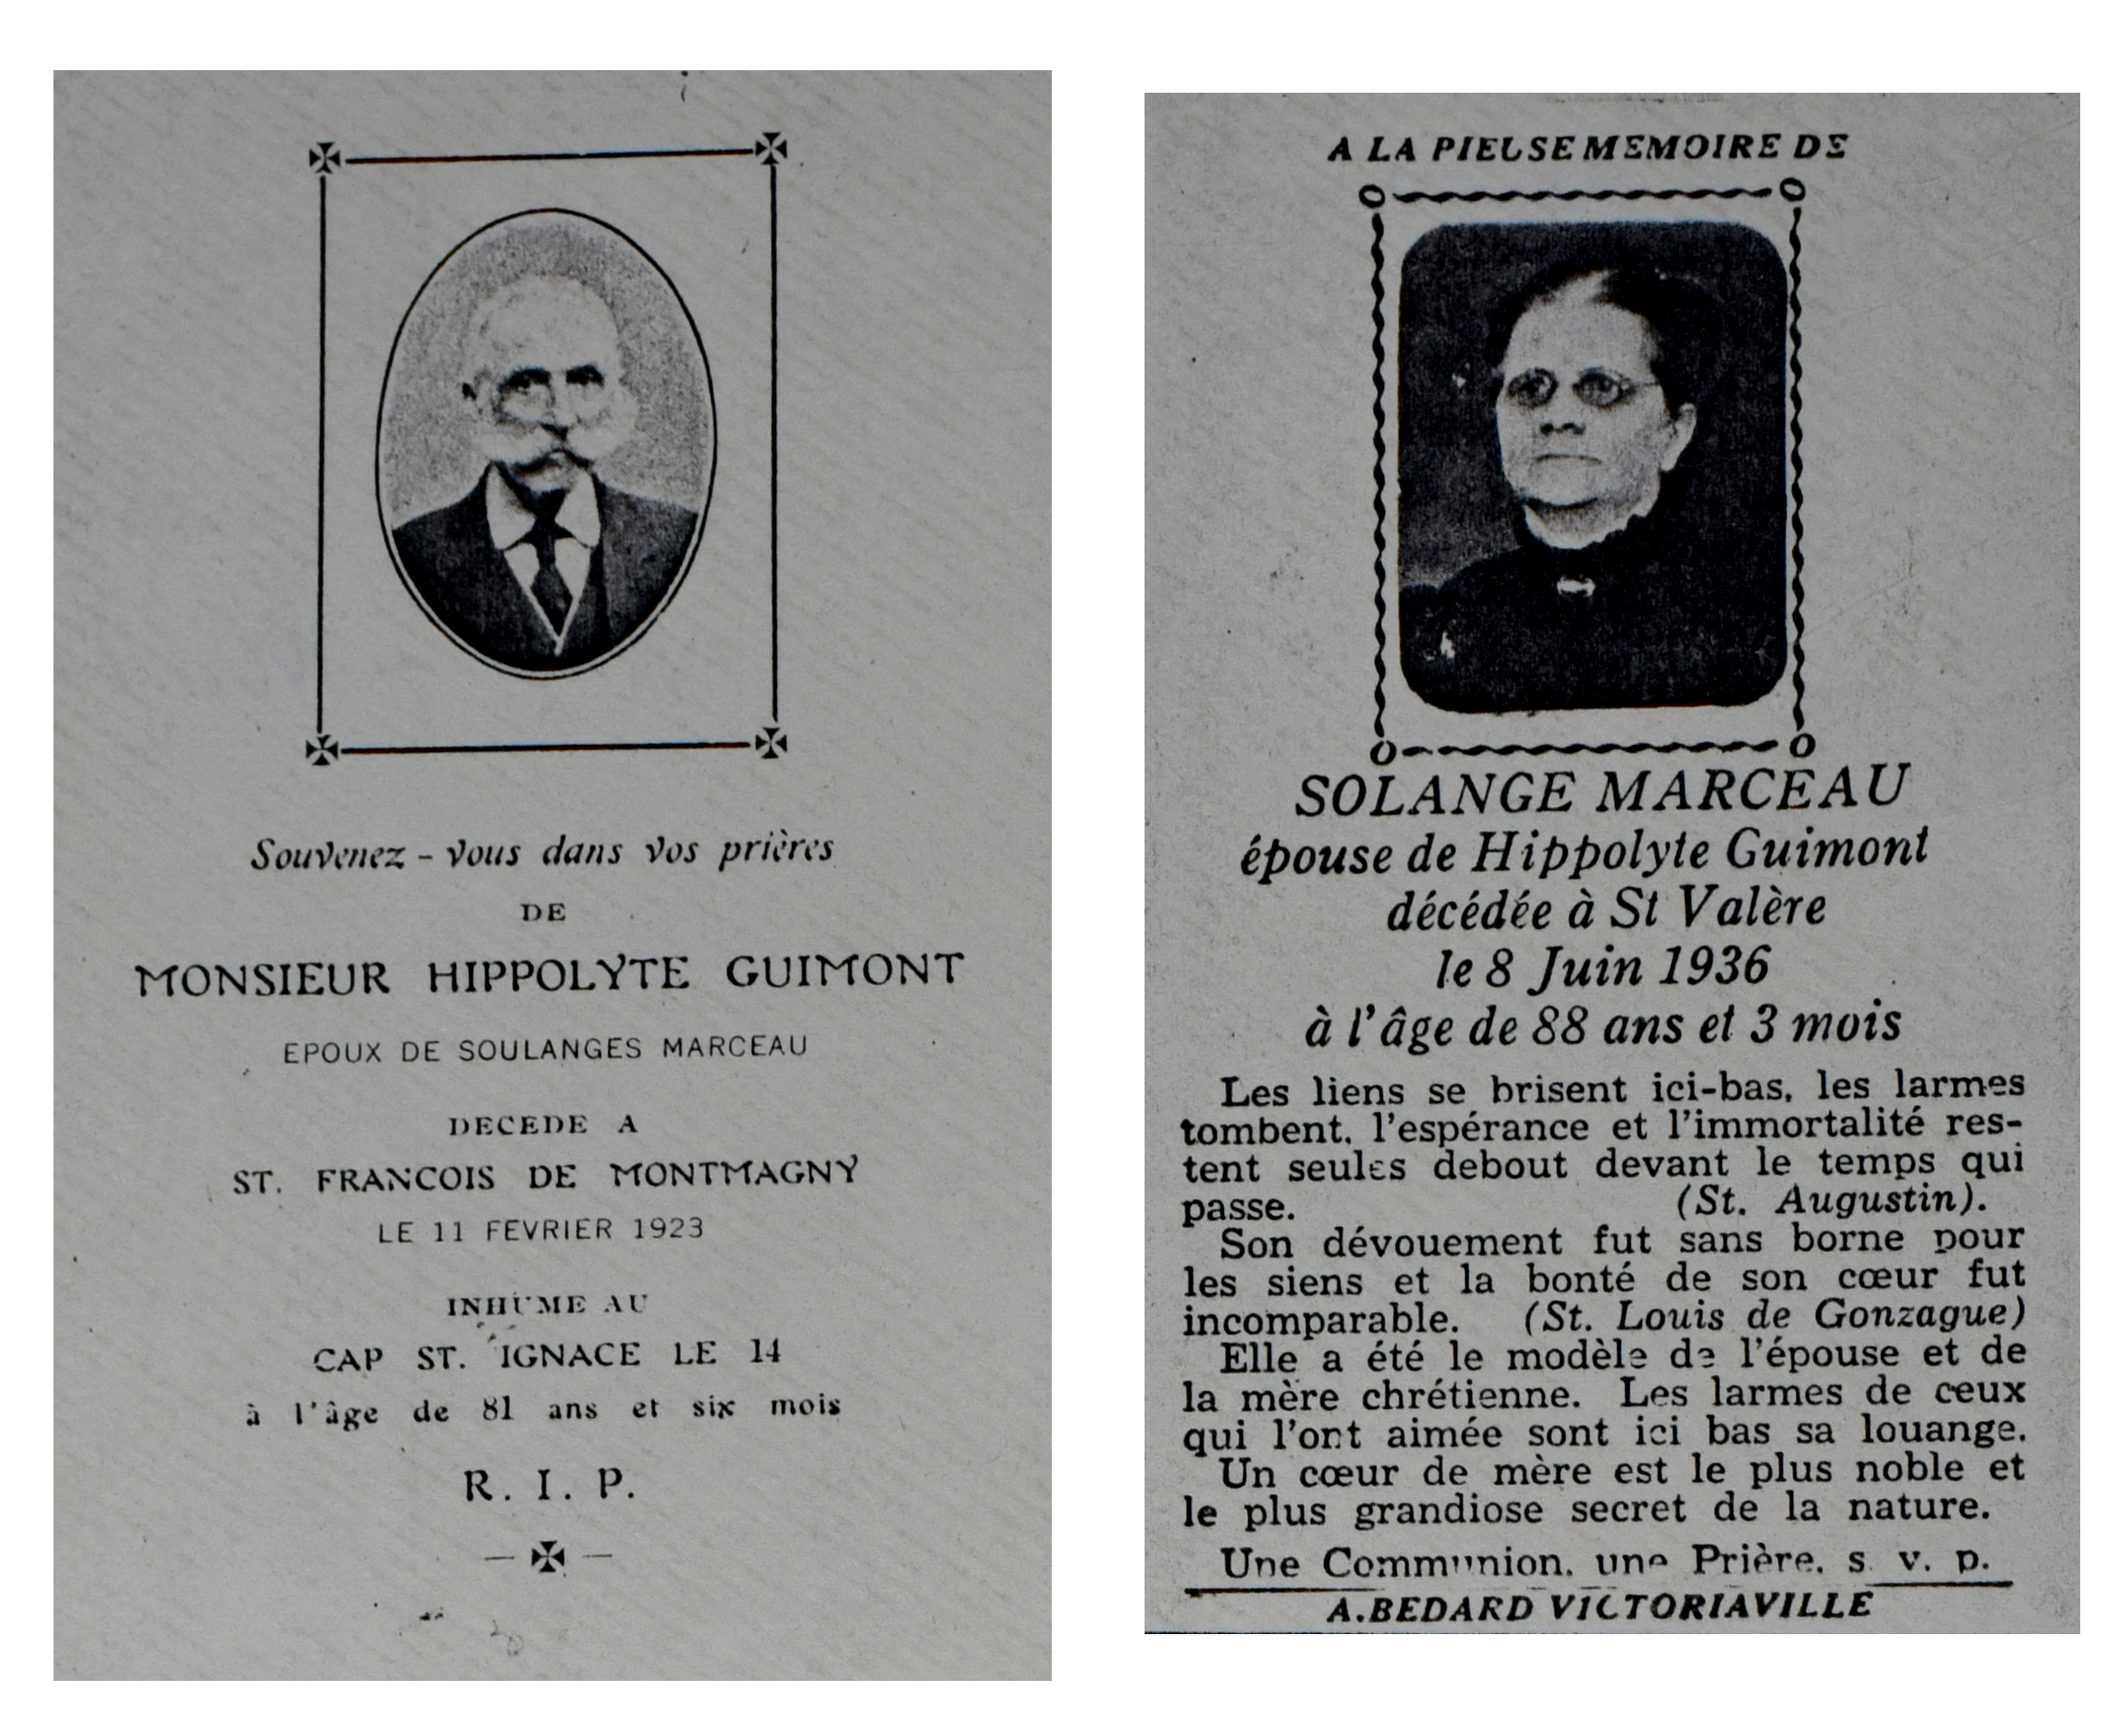 Souvenez - vous dans vos prières
DE
MONSIEUR HIPPOLYTE GUIMONT
EPOUX DE SOULANGES MARCEAU
DECEDE A
ST. FRANCOIS DE MONTMAGNY
LE 11 FEVRIER 1923
INHUME AU
CAP ST. IGNACE LE 14
à l'âge de 81 ans et six mois
R. I. P.
A LA PIEUSE MEMOIRE DE
SOLANGE MARCEAU
épouse de Hippolyte Guimont
décédée à St Valère
le 8 Juin 1936
à l'âge de 88 ans et 3 mois
Les liens se brisent ici-bas, les larmes
tombent, l'espérance et l'immortalité res-
tent seules debout devant le temps qui
passe. (St. Augustin).
Son dévouement fut sans borne pour
les siens et la bonté de son cœur fut
incomparable. (St. Louis de Gonzague)
Elle a été le modèle de l'épouse et de
la mère chrétienne. Les larmes de ceux
qui l'ont aimée sont ici bas sa louange.
Un cœur de mère est le plus noble et
le plus grandiose secret de la nature.
Une Communion, une Prière, s. v. p.
A. BEDARD VICTORIAVILLE